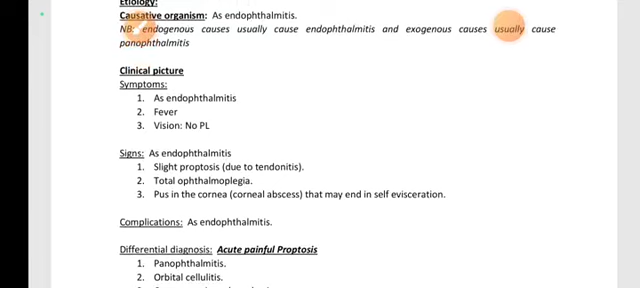 Etiology:
Causative organism: As endophthalmitis.
NB: endogenous causes usually cause endophthalmitis and exogenous causes usually cause
panophthalmitis
Clinical picture
Symptoms:
1. As endophthalmitis
2. Fever
3. Vision: No PL
Signs: As endophthalmitis
1. Slight proptosis (due to tendonitis).
2. Total ophthalmoplegia.
3. Pus in the cornea (corneal abscess) that may end in self evisceration.
Complications: As endophthalmitis.
Differential diagnosis: Acute painful Proptosis
1. Panophthalmitis.
2. Orbital cellulitis.